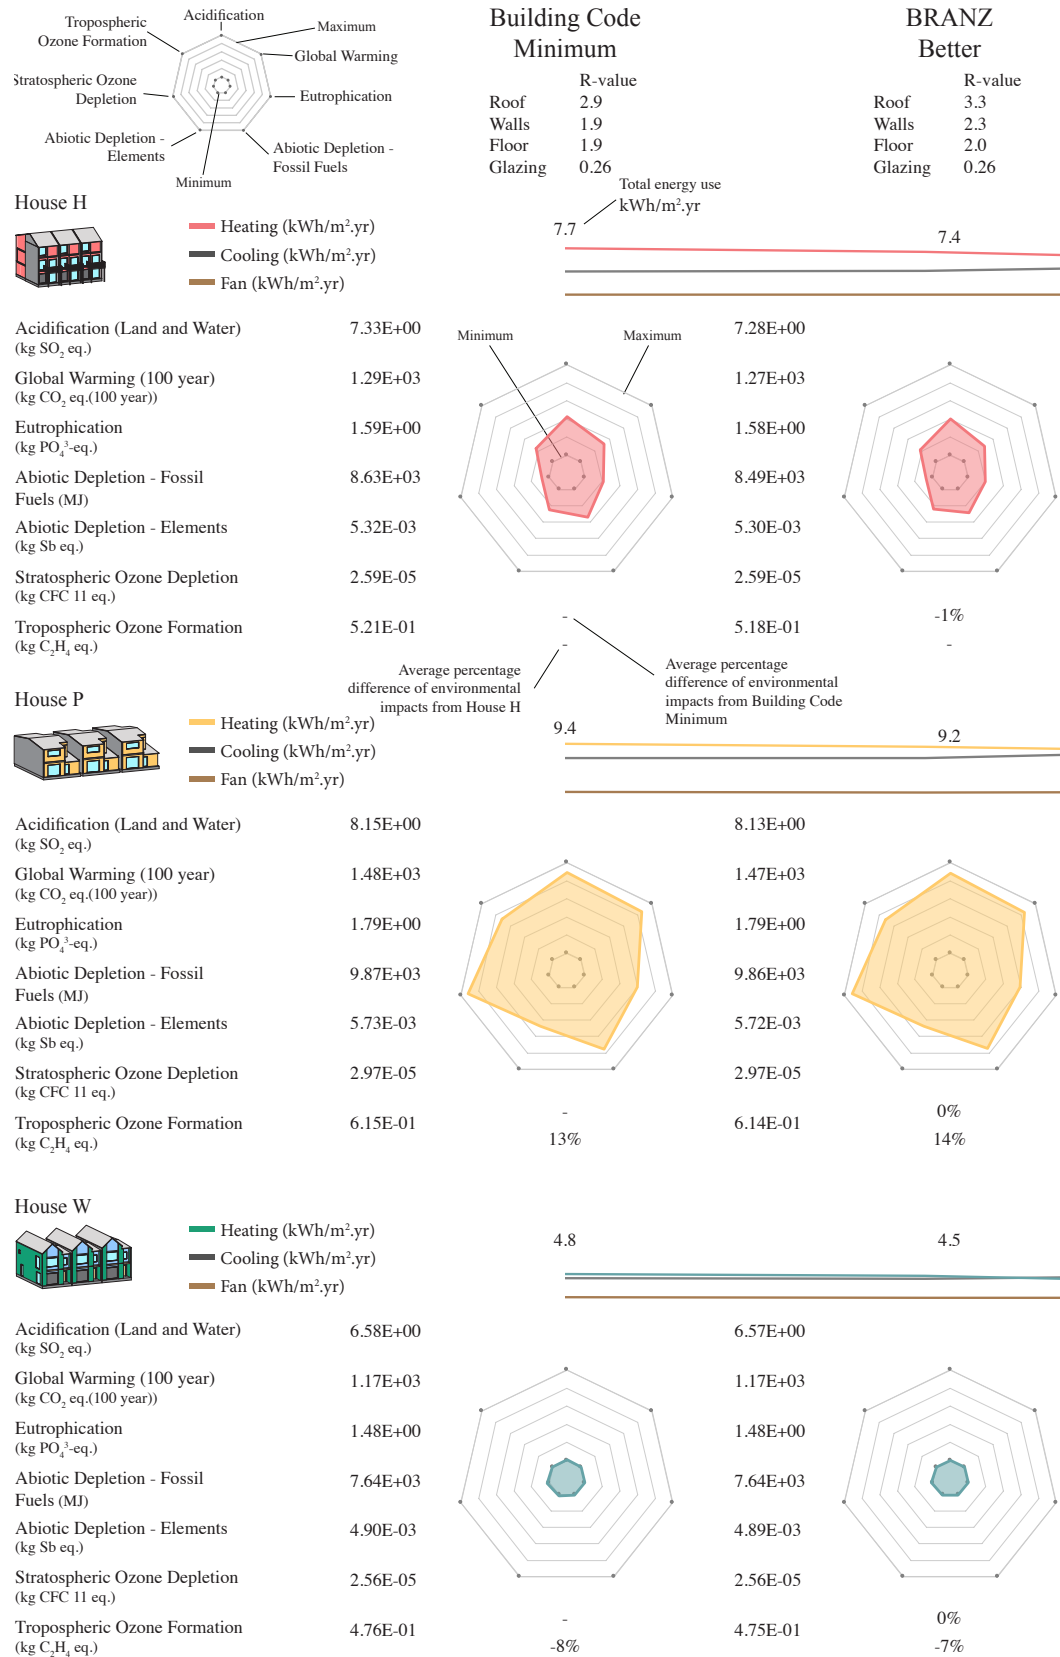 Acidification
Tropospheric
Ozone Formation
Maximum
Global Warming
Stratospheric Ozone
Depletion
Eutrophication
Abiotic Depletion -
Elements
Abiotic Depletion -
Fossil Fuels
Minimum
Building Code
Minimum
R-value
Roof 2.9
Walls 1.9
Floor 1.9
Glazing 0.26
BRANZ
Better
R-value
Roof 3.3
Walls 2.3
Floor 2.0
Glazing 0.26
Total energy use
kWh/m².yr
House H
Heating (kWh/m².yr)
Cooling (kWh/m².yr)
Fan (kWh/m².yr)
7.7
7.4
Acidification (Land and Water) 7.33E+00 7.28E+00
(kg SO₂ eq.)
Minimum
Maximum
Global Warming (100 year) 1.29E+03 1.27E+03
(kg CO₂ eq.(100 year))
Eutrophication 1.59E+00 1.58E+00
(kg PO₄³-eq.)
Abiotic Depletion - Fossil 8.63E+03 8.49E+03
Fuels (MJ)
Abiotic Depletion - Elements 5.32E-03 5.30E-03
(kg Sb eq.)
Stratospheric Ozone Depletion 2.59E-05 2.59E-05
(kg CFC 11 eq.)
Tropospheric Ozone Formation 5.21E-01 5.18E-01
(kg C₂H₄ eq.)
- -1%
- -
Average percentage
difference of environmental
impacts from House H
Average percentage
difference of environmental
impacts from Building Code
Minimum
House P
Heating (kWh/m².yr)
Cooling (kWh/m².yr)
Fan (kWh/m².yr)
9.4
9.2
Acidification (Land and Water) 8.15E+00 8.13E+00
(kg SO₂ eq.)
Global Warming (100 year) 1.48E+03 1.47E+03
(kg CO₂ eq.(100 year))
Eutrophication 1.79E+00 1.79E+00
(kg PO₄³-eq.)
Abiotic Depletion - Fossil 9.87E+03 9.86E+03
Fuels (MJ)
Abiotic Depletion - Elements 5.73E-03 5.72E-03
(kg Sb eq.)
Stratospheric Ozone Depletion 2.97E-05 2.97E-05
(kg CFC 11 eq.)
Tropospheric Ozone Formation 6.15E-01 6.14E-01
(kg C₂H₄ eq.)
- 0%
13% 14%
House W
Heating (kWh/m².yr)
Cooling (kWh/m².yr)
Fan (kWh/m².yr)
4.8
4.5
Acidification (Land and Water) 6.58E+00 6.57E+00
(kg SO₂ eq.)
Global Warming (100 year) 1.17E+03 1.17E+03
(kg CO₂ eq.(100 year))
Eutrophication 1.48E+00 1.48E+00
(kg PO₄³-eq.)
Abiotic Depletion - Fossil 7.64E+03 7.64E+03
Fuels (MJ)
Abiotic Depletion - Elements 4.90E-03 4.89E-03
(kg Sb eq.)
Stratospheric Ozone Depletion 2.56E-05 2.56E-05
(kg CFC 11 eq.)
Tropospheric Ozone Formation 4.76E-01 4.75E-01
(kg C₂H₄ eq.)
- 0%
-8% -7%